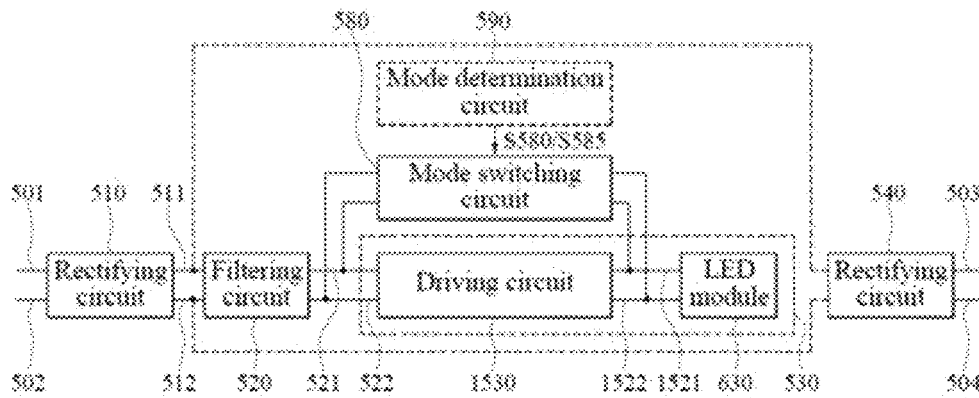 580
590
Mode determination
circuit
S580/S585
Mode switching
circuit
501
510
511
540
503
Rectifying
circuit
Filtering
circuit
Driving circuit
LED
module
Rectifying
circuit
502
512
520
521
522
1530
1522
1521
630
530
504